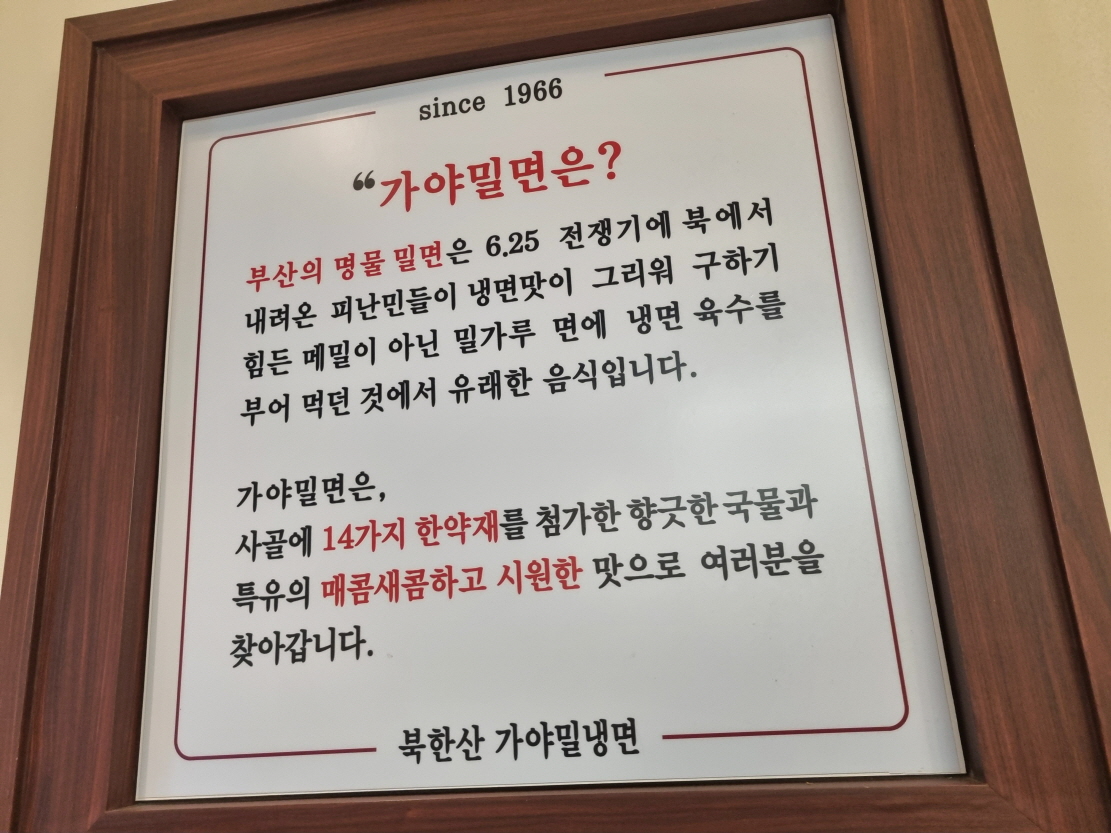 since 1966
“가야밀면은?
부산의 명물 밀면은 6.25 전쟁기에 북에서
내려온 피난민들이 냉면맛이 그리워 구하기
힘든 메밀이 아닌 밀가루 면에 냉면 육수를
부어 먹던 것에서 유래한 음식입니다.
가야밀면은,
사골에 14가지 한약재를 첨가한 향긋한 국물과
특유의 매콤새콤하고 시원한 맛으로 여러분을
찾아갑니다.
북한산 가야밀냉면